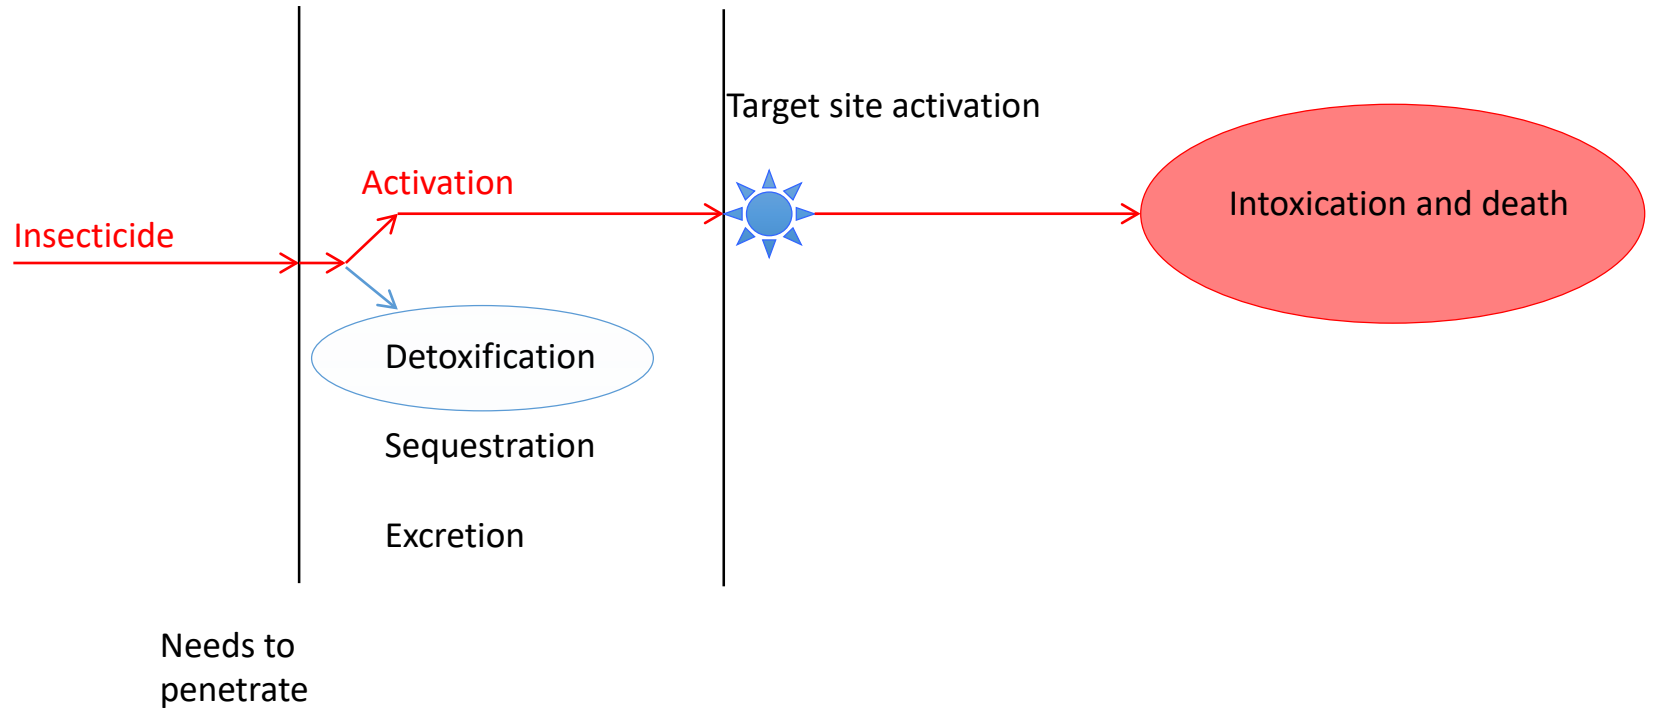 Target site activation
Activation
Intoxication and death
Insecticide
Detoxification
Sequestration
Excretion
Needs to
penetrate